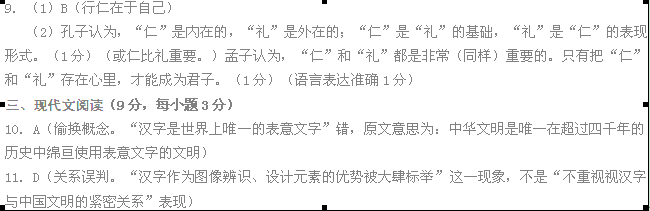 9. （1）B（行仁在于自己）
（2）孔子认为，“仁”是内在的，“礼”是外在的；“仁”是“礼”的基础，“礼”是“仁”的表现
形式。（1分）（或仁比礼重要。）孟子认为，“仁”和“礼”都是非常（同样）重要的。只有把“仁”
和“礼”存在心里，才能成为君子。（1分）（语言表达准确1分）
三、现代文阅读（9分，每小题3分）
10. A（偷换概念。“汉字是世界上唯一的表意文字”错，原文意思为：中华文明是唯一在超过四千年的
历史中绵亘使用表意文字的文明）
11. D（关系误判。“汉字作为图像辨识、设计元素的优势被大肆标举”这一现象，不是“不重视视汉字
与中国文明的紧密关系”表现）